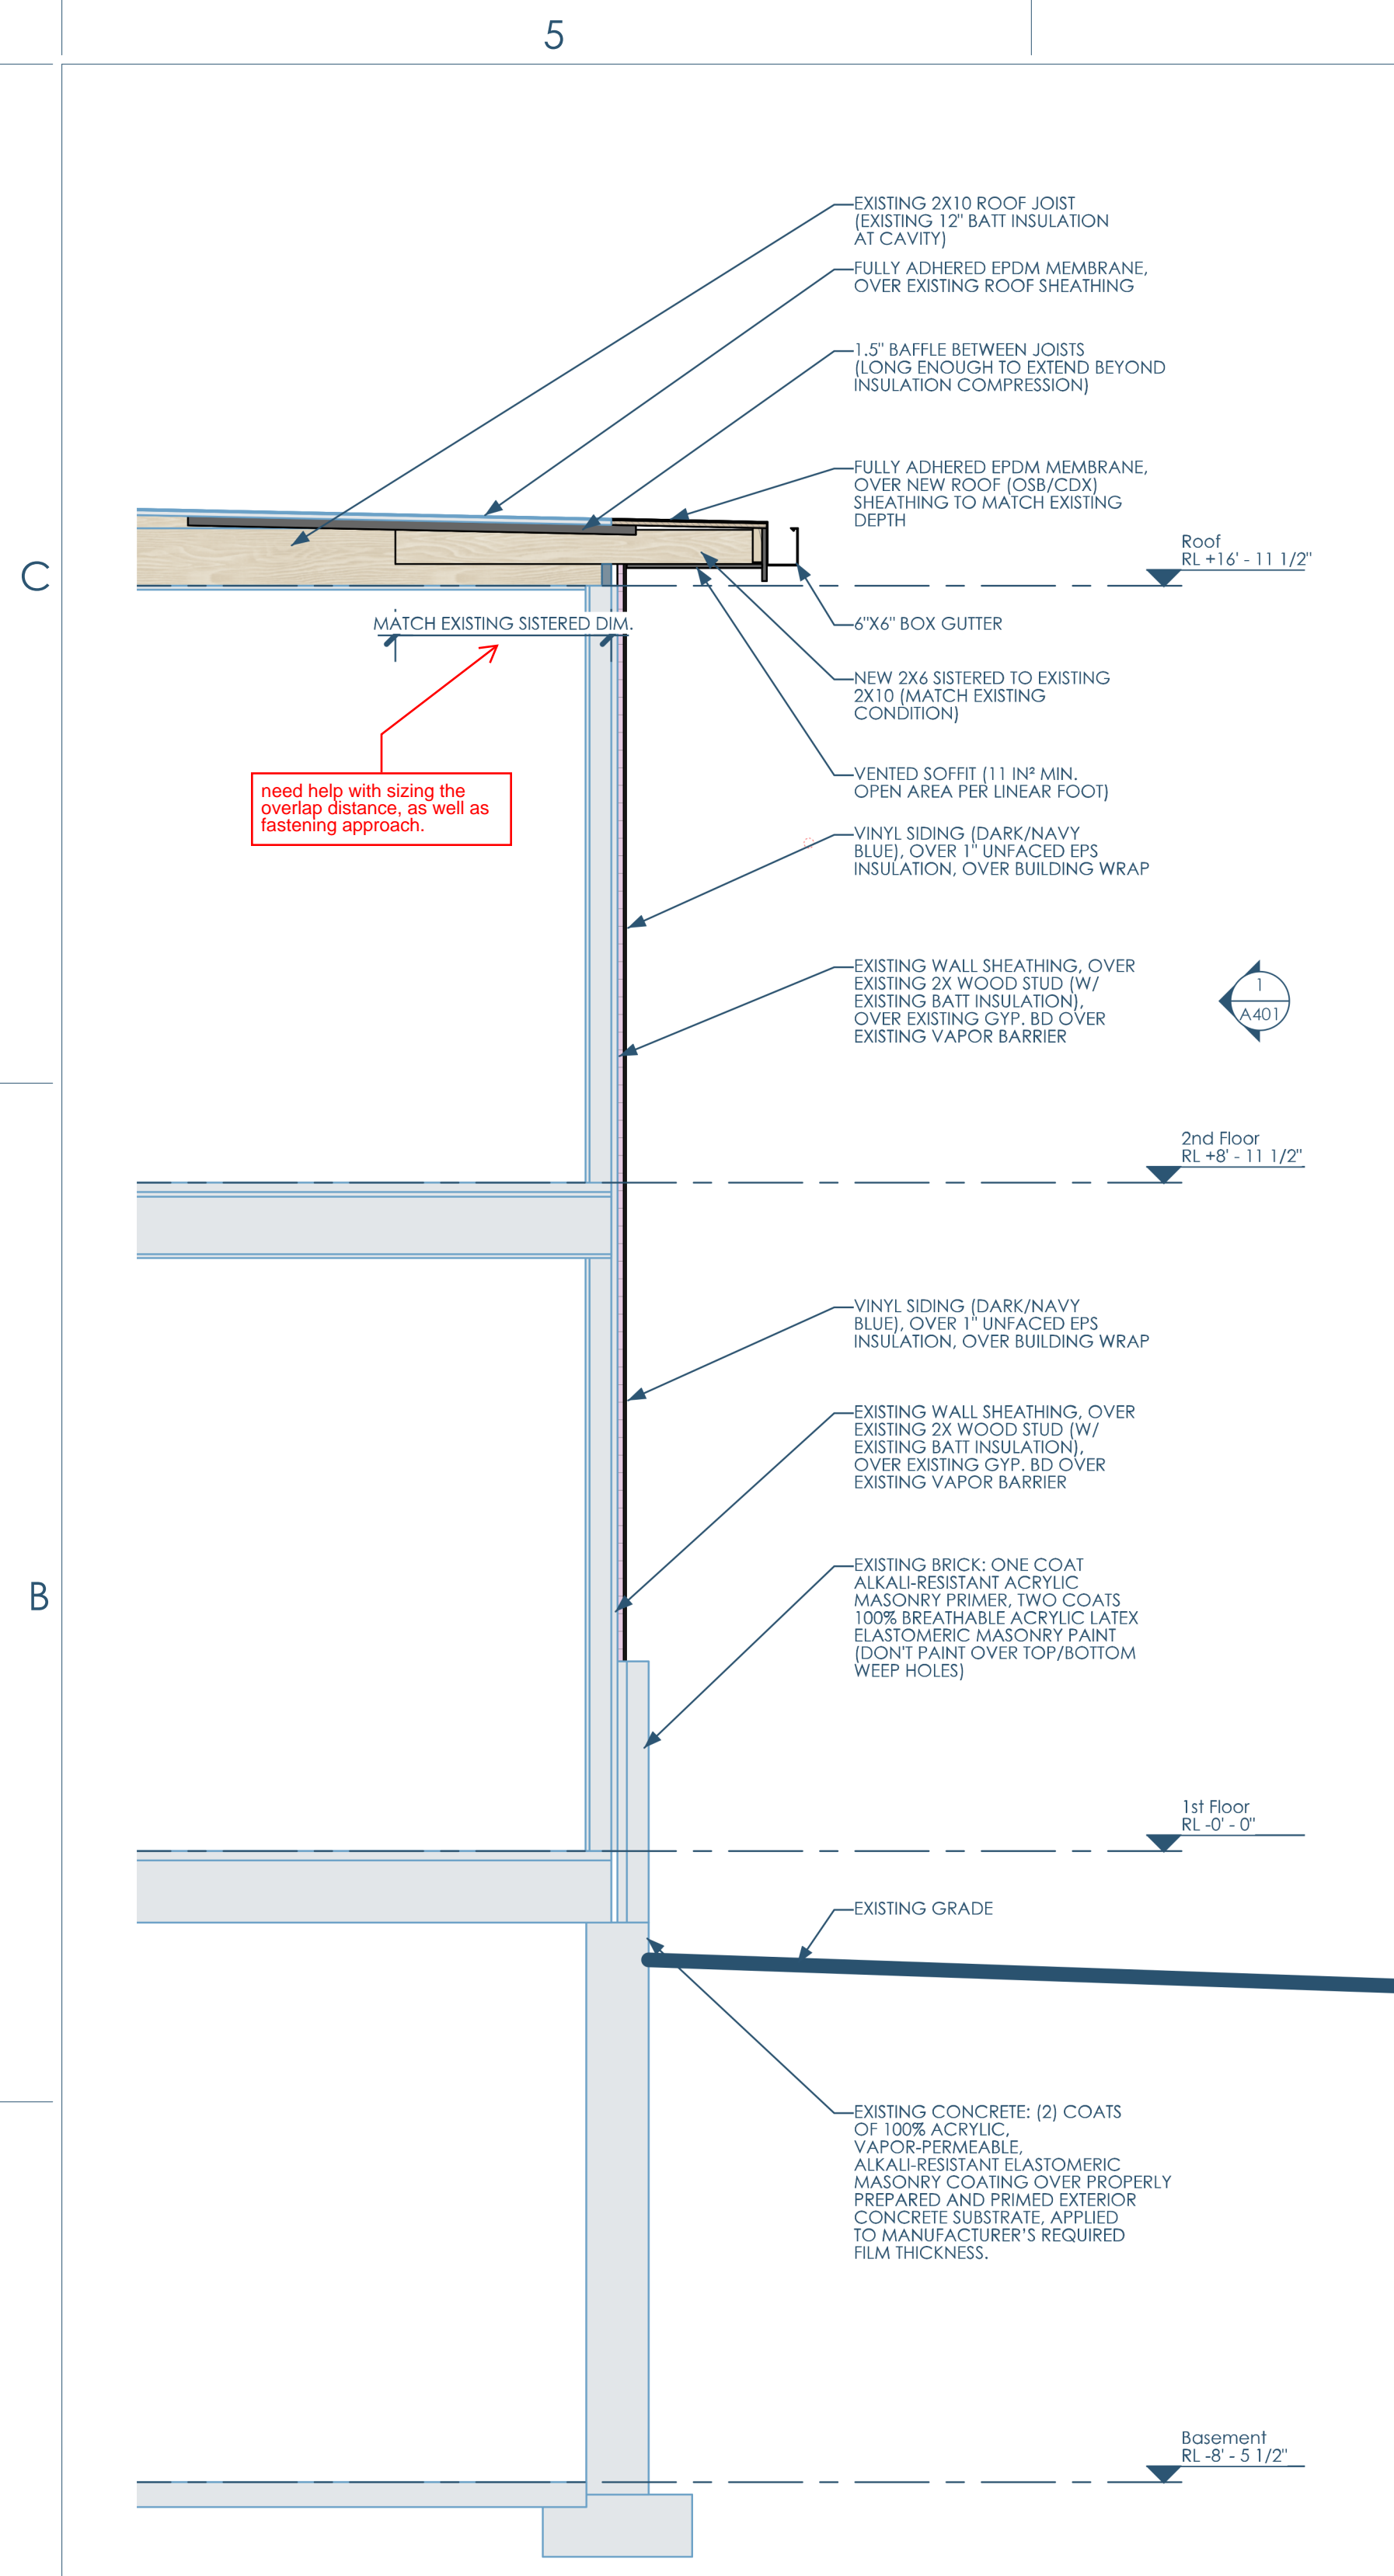 5
EXISTING 2X10 ROOF JOIST
(EXISTING 12" BATT INSULATION
AT CAVITY)
FULLY ADHERED EPDM MEMBRANE,
OVER EXISTING ROOF SHEATHING
1.5" BAFFLE BETWEEN JOISTS
(LONG ENOUGH TO EXTEND BEYOND
INSULATION COMPRESSION)
FULLY ADHERED EPDM MEMBRANE,
OVER NEW ROOF (OSB/CDX)
SHEATHING TO MATCH EXISTING
DEPTH
Roof
RL +16' - 11 1/2"
C
MATCH EXISTING SISTERED DIM.
6"X6" BOX GUTTER
NEW 2X6 SISTERED TO EXISTING
2X10 (MATCH EXISTING
CONDITION)
need help with sizing the
overlap distance, as well as
fastening approach.
VENTED SOFFIT (11 IN² MIN.
OPEN AREA PER LINEAR FOOT)
VINYL SIDING (DARK/NAVY
BLUE), OVER 1" UNFACED EPS
INSULATION, OVER BUILDING WRAP
EXISTING WALL SHEATHING, OVER
EXISTING 2X WOOD STUD (W/
EXISTING BATT INSULATION),
OVER EXISTING GYP. BD OVER
EXISTING VAPOR BARRIER
1
A401
2nd Floor
RL +8' - 11 1/2"
VINYL SIDING (DARK/NAVY
BLUE), OVER 1" UNFACED EPS
INSULATION, OVER BUILDING WRAP
EXISTING WALL SHEATHING, OVER
EXISTING 2X WOOD STUD (W/
EXISTING BATT INSULATION),
OVER EXISTING GYP. BD OVER
EXISTING VAPOR BARRIER
EXISTING BRICK: ONE COAT
ALKALI-RESISTANT ACRYLIC
MASONRY PRIMER, TWO COATS
100% BREATHABLE ACRYLIC LATEX
ELASTOMERIC MASONRY PAINT
(DON'T PAINT OVER TOP/BOTTOM
WEEP HOLES)
B
1st Floor
RL -0' - 0"
EXISTING GRADE
EXISTING CONCRETE: (2) COATS
OF 100% ACRYLIC,
VAPOR-PERMEABLE,
ALKALI-RESISTANT ELASTOMERIC
MASONRY COATING OVER PROPERLY
PREPARED AND PRIMED EXTERIOR
CONCRETE SUBSTRATE, APPLIED
TO MANUFACTURER’S REQUIRED
FILM THICKNESS.
Basement
RL -8' - 5 1/2"